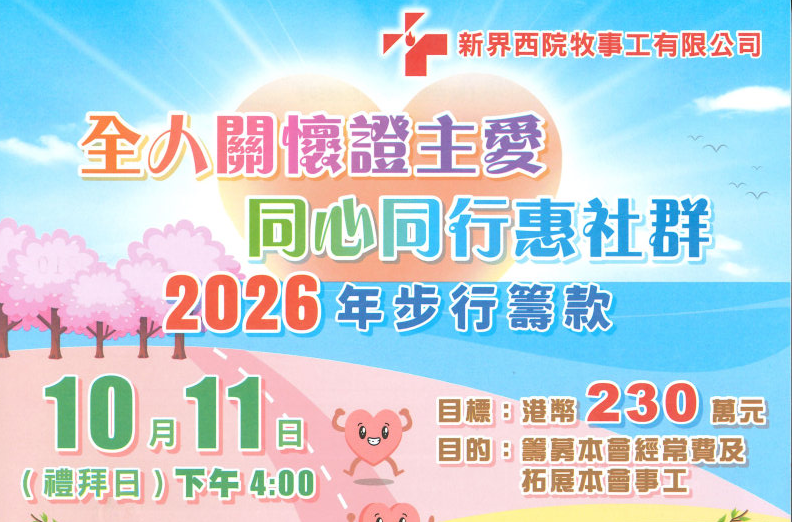 新界西院牧事工有限公司
全人關懷證主愛
同心同行惠社群
2026年步行籌款
10月11日
(禮拜日)下午4:00
目標：港幣230萬元
目的：籌募本會經常費及
拓展本會事工